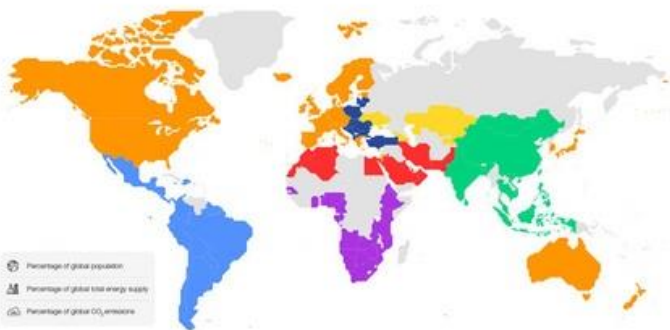 Percentage of global population
Percentage of global total energy supply
Percentage of global CO₂ emissions